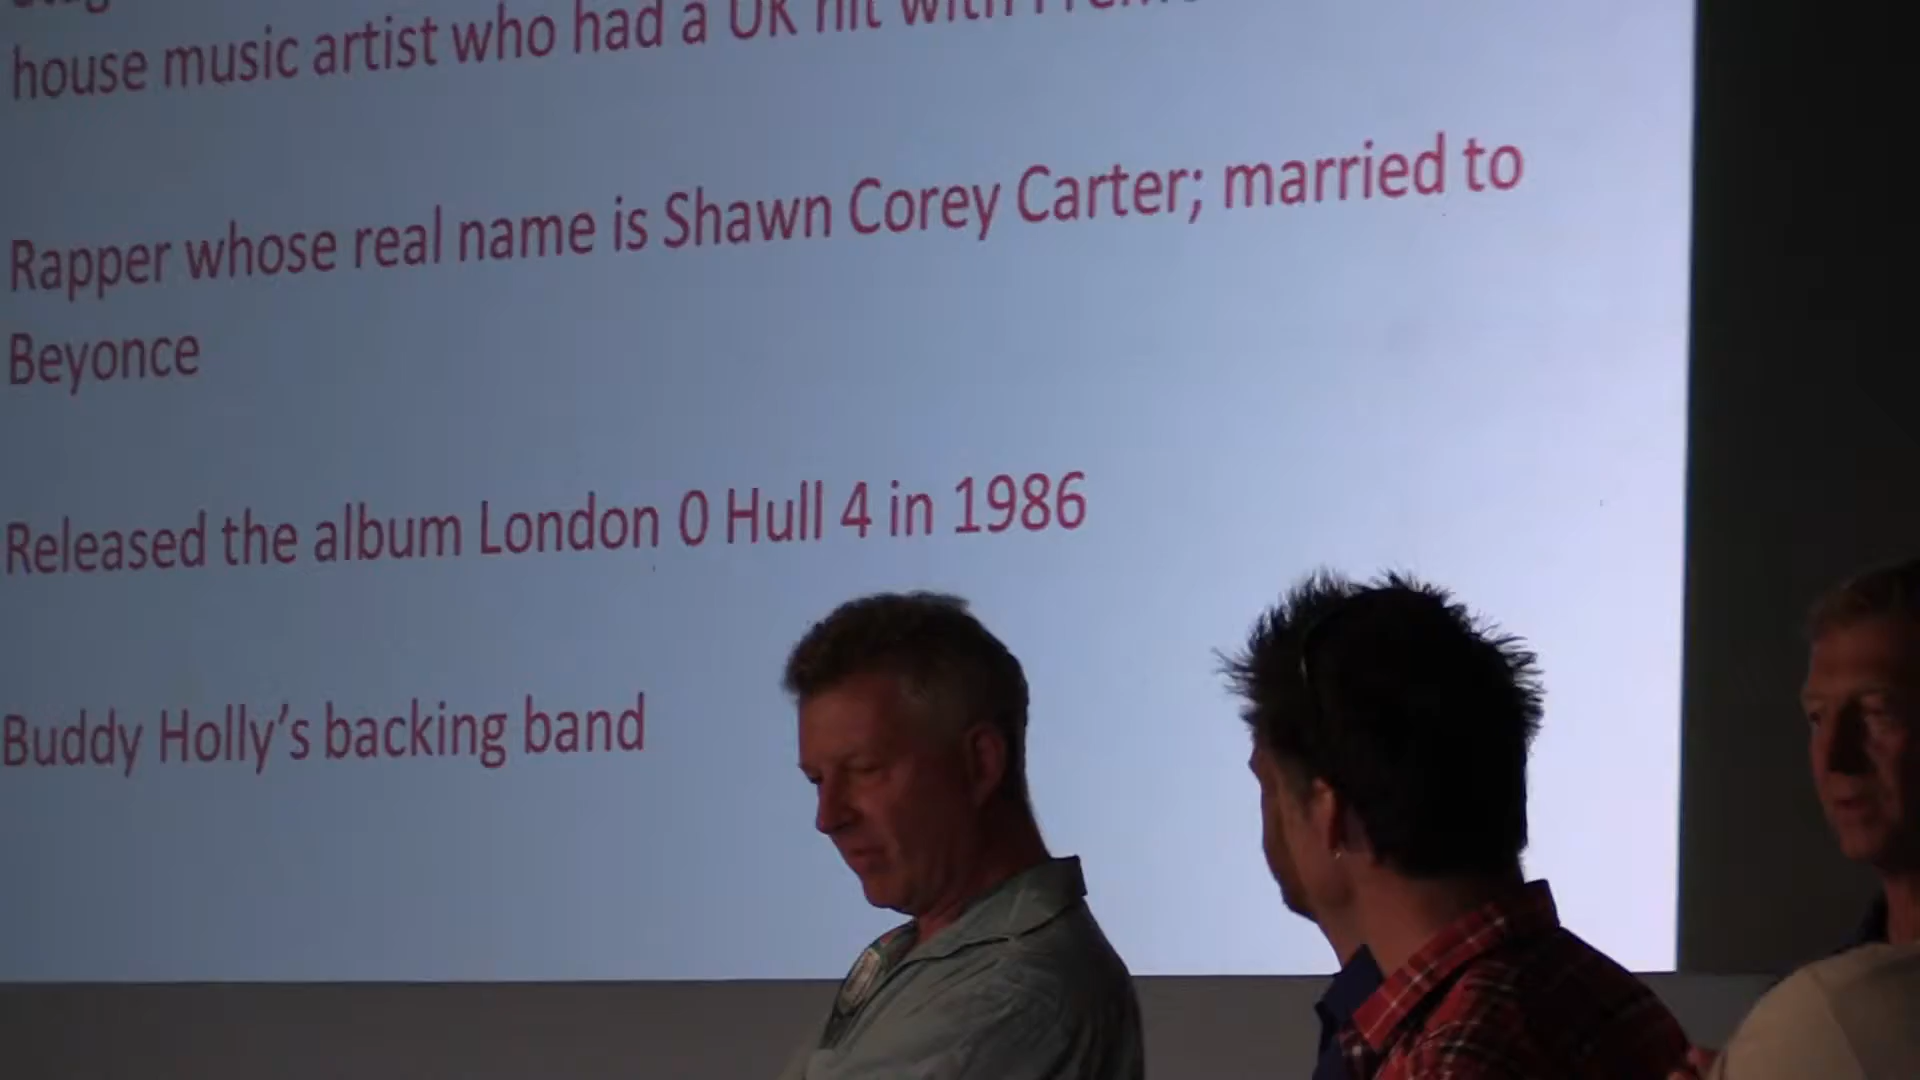 house music artist who had a UK hit with
Rapper whose real name is Shawn Corey Carter; married to
Beyonce
Released the album London 0 Hull 4 in 1986
Buddy Holly's backing band